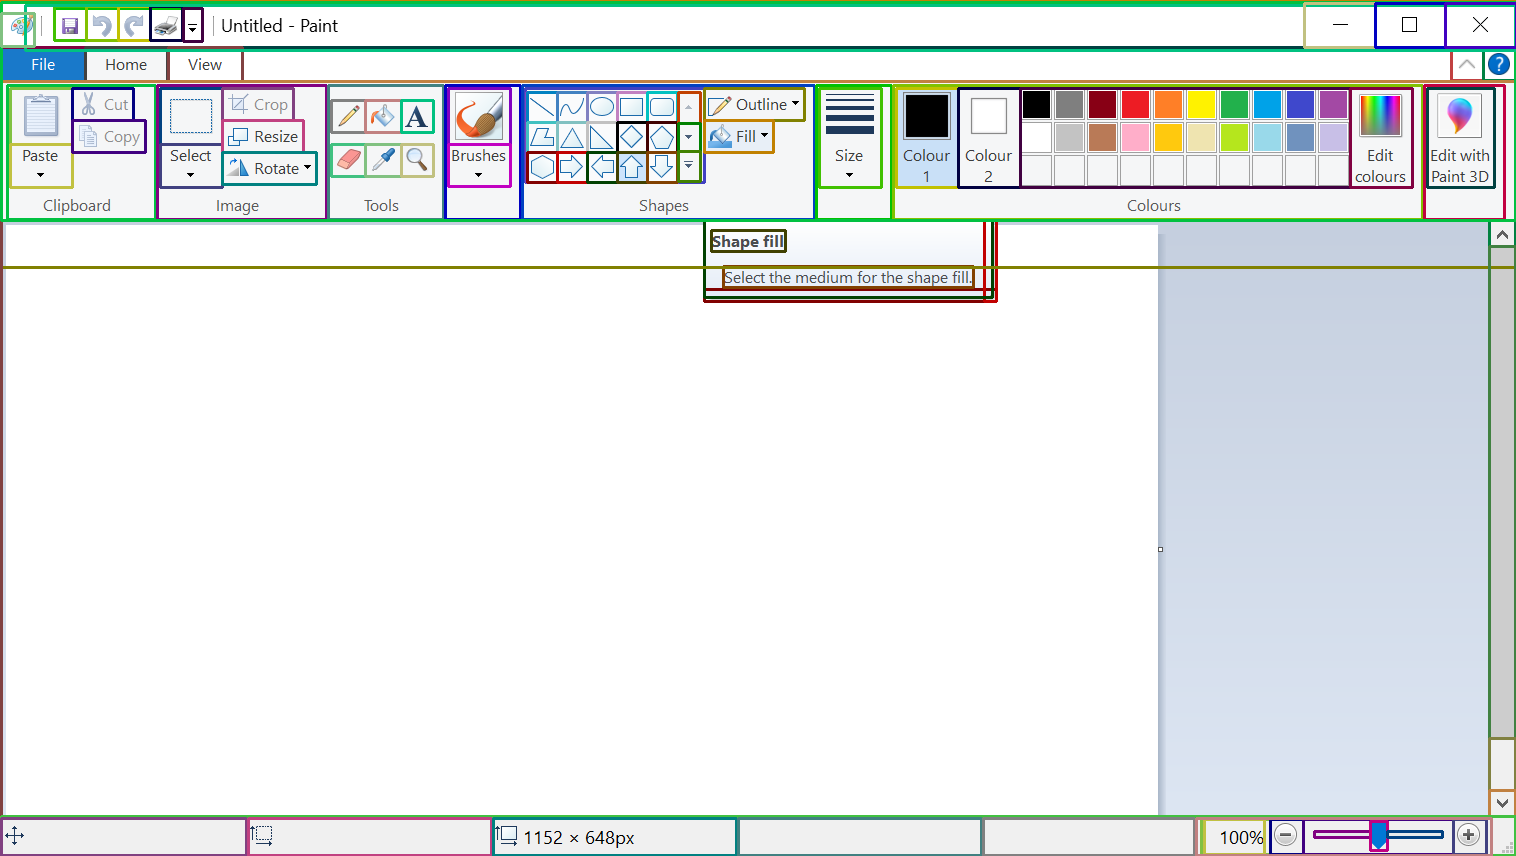 Untitled - Paint
File
Home
View
Paste
Cut
Copy
Clipboard
Select
Crop
Resize
Rotate
Image
A
Tools
Brushes
Outline
Fill
Shapes
Size
Colour
1
Colour
2
Edit
colours
Colours
Edit with
Paint 3D
Shape fill
Select the medium for the shape fill.
1152 × 648px
100%